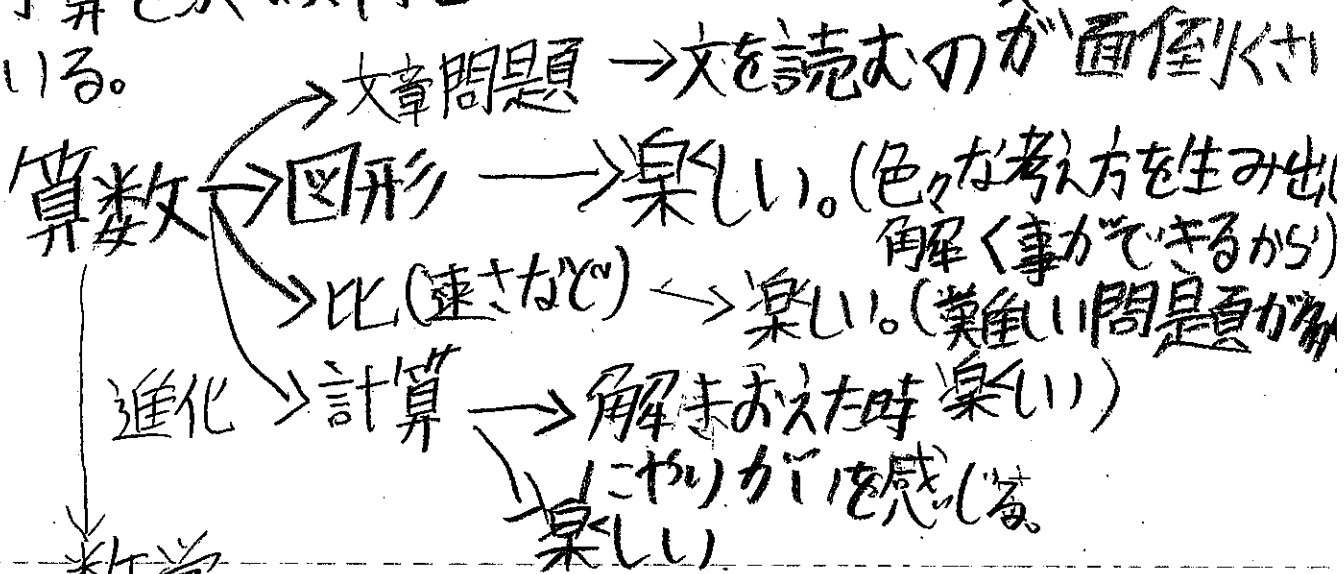 いる。
文章問題→文を読むのが面倒くさい
算数→図形→楽しい。(色々な考え方を生み出し
解く事ができるから)
比(速さなど)→楽しい。(難しい問題が
楽しい)
進化
計算→解きおえた時
にやりがいを感じる。
楽しい
数学